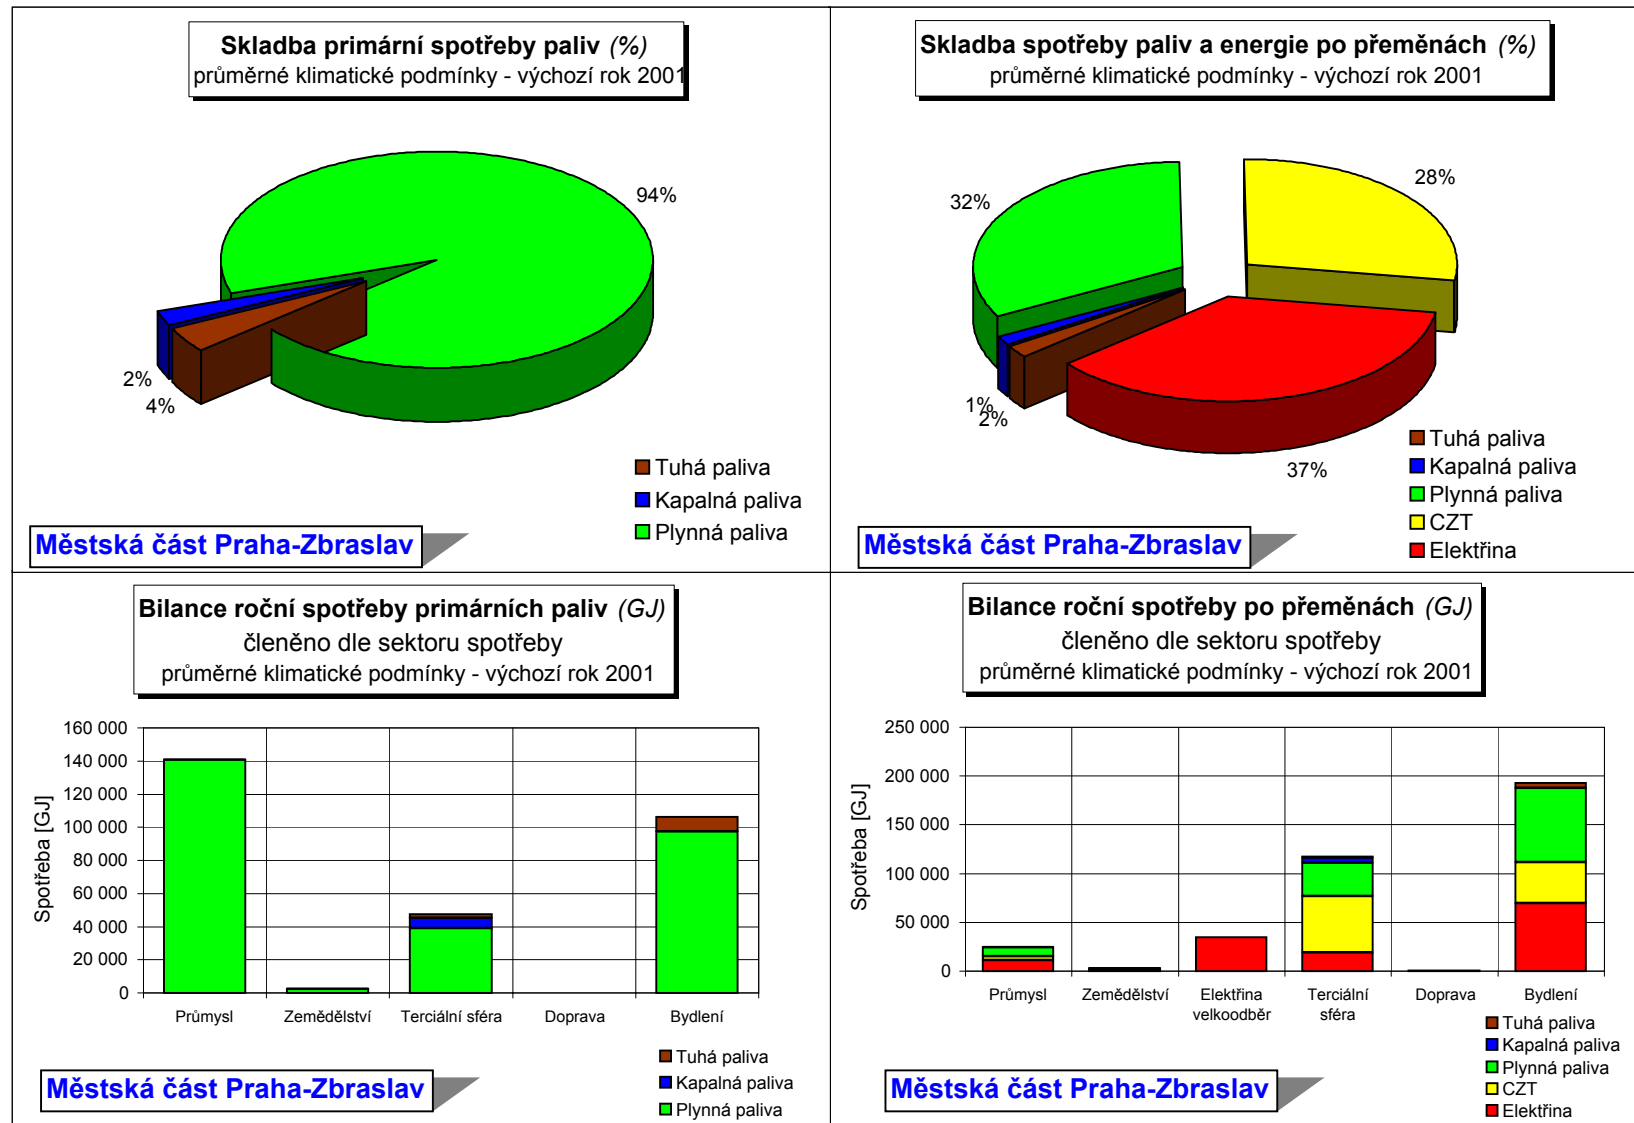 Skladba primární spotřeby paliv (%)
průměrné klimatické podmínky - výchozí rok 2001
94%
2%
4%
Tuhá paliva
Kapalná paliva
Plynná paliva
Městská část Praha-Zbraslav
Skladba spotřeby paliv a energie po přeměnách (%)
průměrné klimatické podmínky - výchozí rok 2001
28%
32%
1%
2%
37%
Tuhá paliva
Kapalná paliva
Plynná paliva
CZT
Elektřina
Městská část Praha-Zbraslav
Bilance roční spotřeby primárních paliv (GJ)
členěno dle sektoru spotřeby
průměrné klimatické podmínky - výchozí rok 2001
Spotřeba [GJ]
160 000
140 000
120 000
100 000
80 000
60 000
40 000
20 000
0
Průmysl Zemědělství Terciální sféra Doprava Bydlení
Tuhá paliva
Kapalná paliva
Plynná paliva
Městská část Praha-Zbraslav
Bilance roční spotřeby po přeměnách (GJ)
členěno dle sektoru spotřeby
průměrné klimatické podmínky - výchozí rok 2001
Spotřeba [GJ]
250 000
200 000
150 000
100 000
50 000
0
Průmysl Zemědělství Elektřina Terciální Doprava Bydlení
velkoodběr sféra
Tuhá paliva
Kapalná paliva
Plynná paliva
CZT
Elektřina
Městská část Praha-Zbraslav